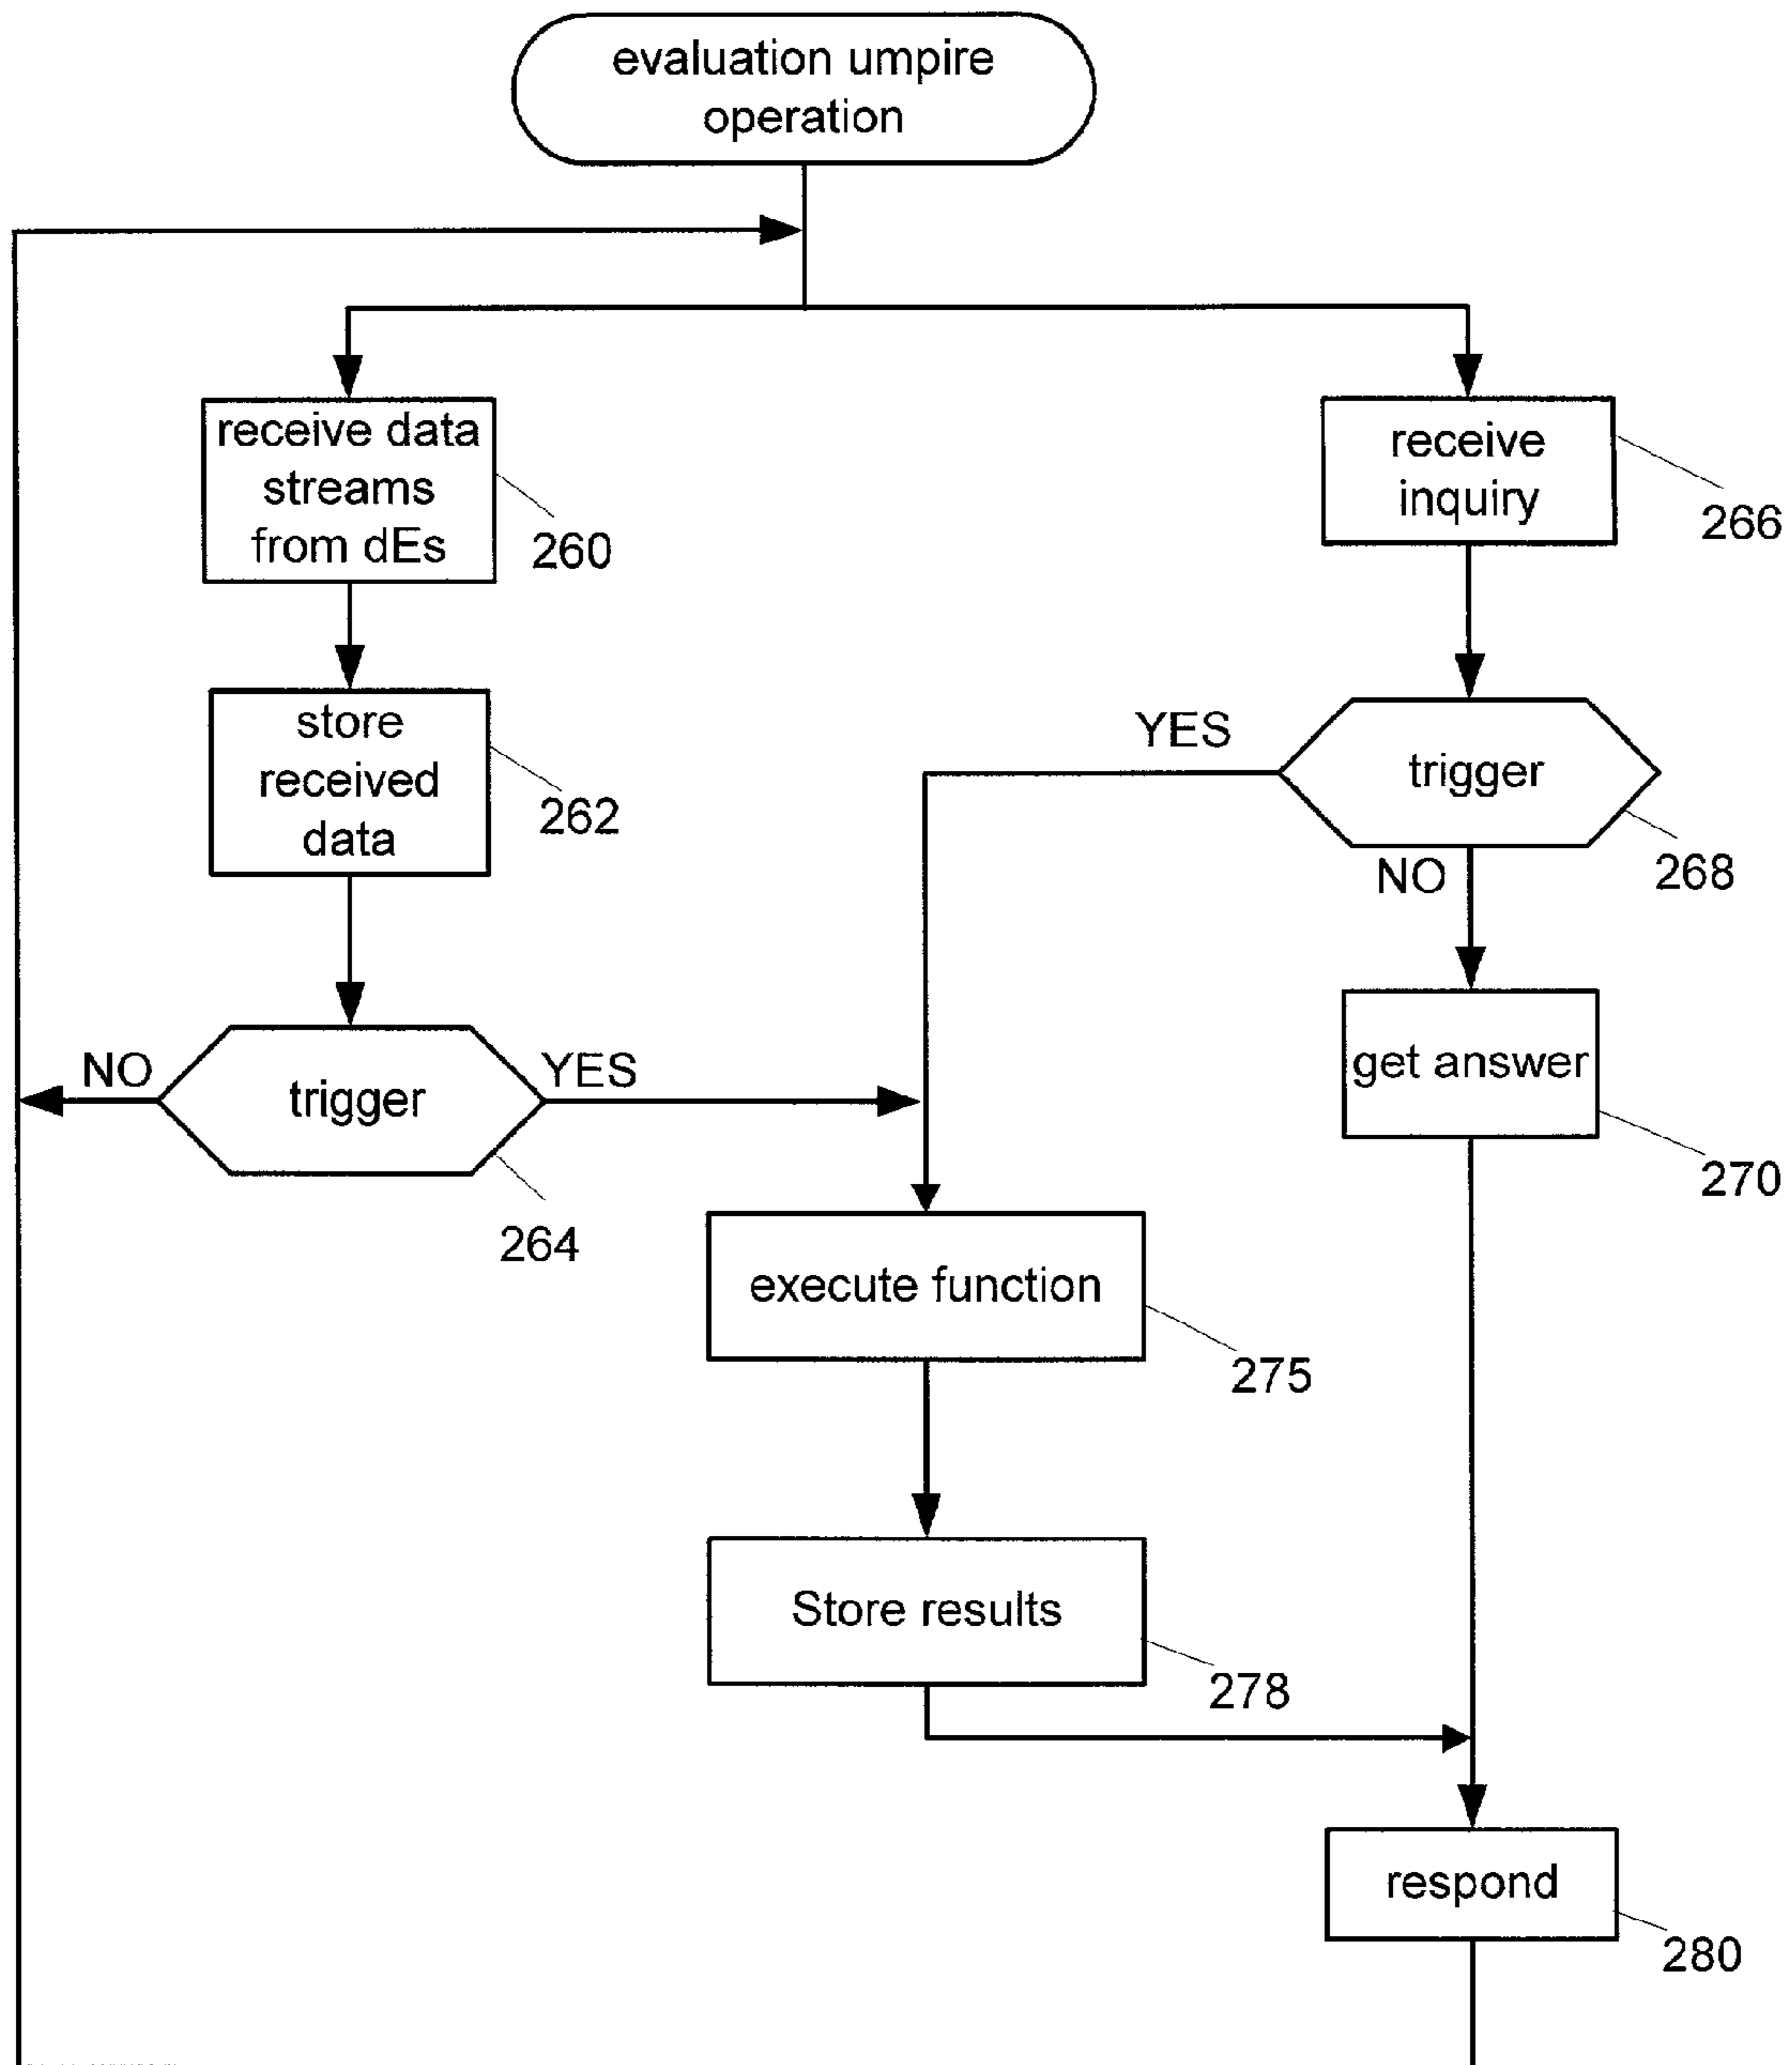 evaluation umpire
operation
receive data
streams
from dEs
260
receive
inquiry
266
store
received
data
262
YES
trigger
268
NO
NO
trigger
YES
264
get answer
270
execute function
275
Store results
278
respond
280